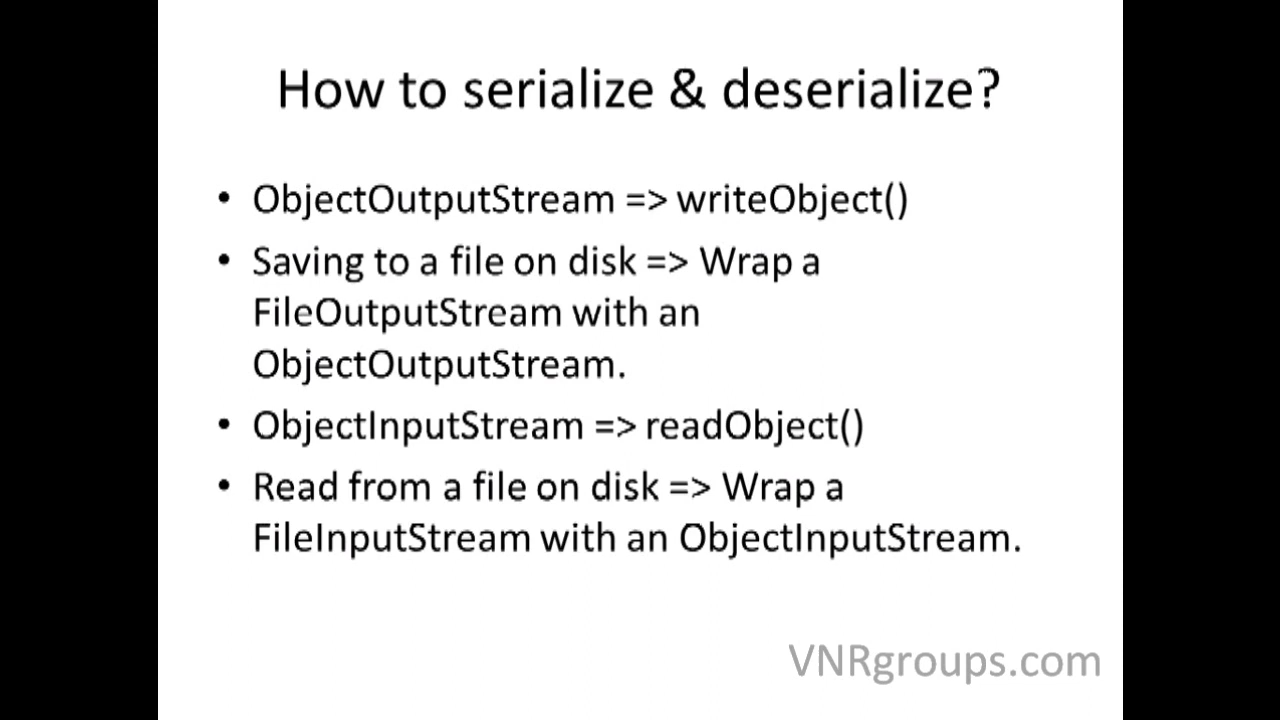 How to serialize & deserialize?
• ObjectOutputStream => writeObject()
• Saving to a file on disk => Wrap a
FileOutputStream with an
ObjectOutputStream.
• ObjectInputStream => readObject()
• Read from a file on disk => Wrap a
FileInputStream with an ObjectInputStream.
VNRgroups.com